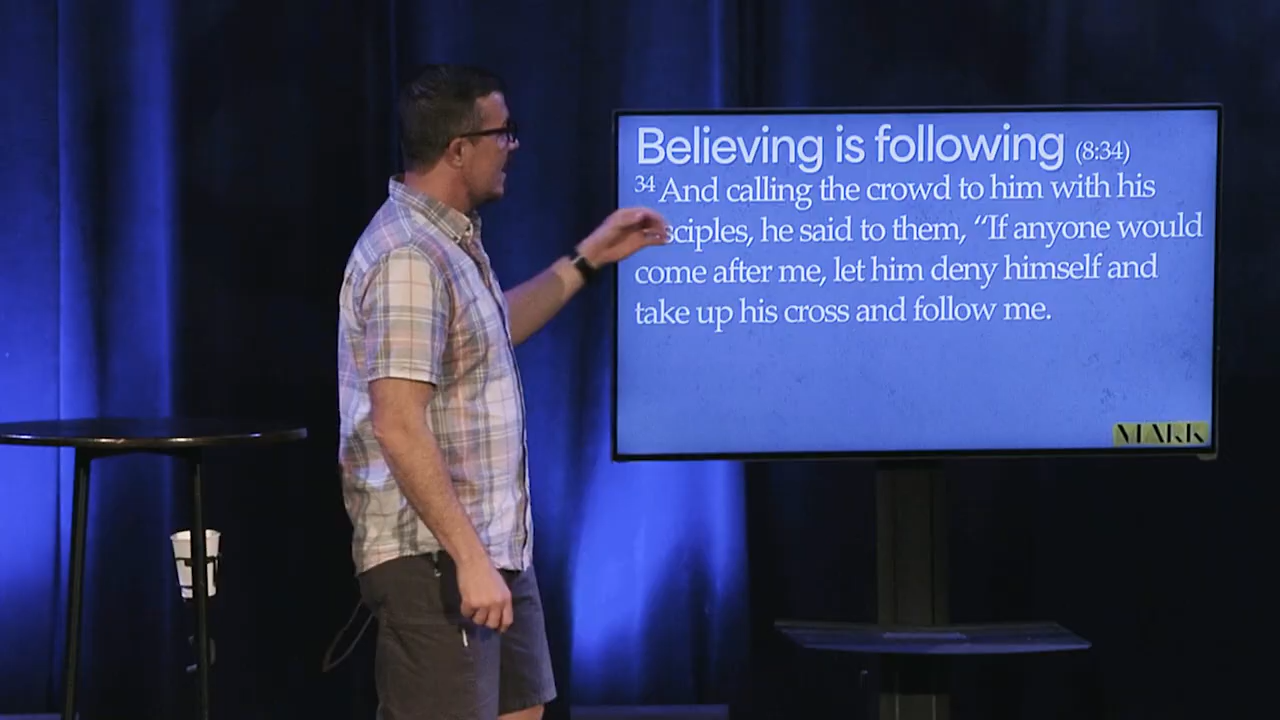 Believing is following (8:34)
34 And calling the crowd to him with his
sciples, he said to them, “If anyone would
come after me, let him deny himself and
take up his cross and follow me.
MARK